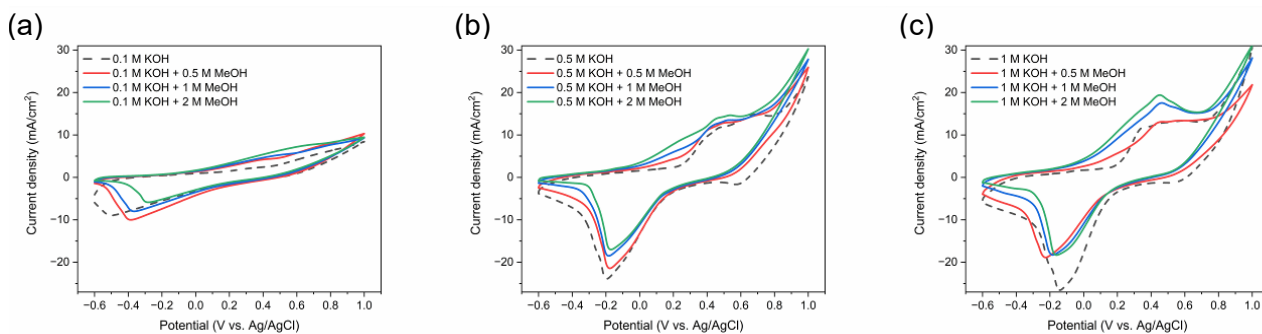 (a)
Current density (mA/cm²)
30
20
10
0
−10
−20
0.1 M KOH
0.1 M KOH + 0.5 M MeOH
0.1 M KOH + 1 M MeOH
0.1 M KOH + 2 M MeOH
−0.6 −0.4 −0.2 0.0 0.2 0.4 0.6 0.8 1.0
Potential (V vs. Ag/AgCl)
(b)
Current density (mA/cm²)
30
20
10
0
−10
−20
0.5 M KOH
0.5 M KOH + 0.5 M MeOH
0.5 M KOH + 1 M MeOH
0.5 M KOH + 2 M MeOH
−0.6 −0.4 −0.2 0.0 0.2 0.4 0.6 0.8 1.0
Potential (V vs. Ag/AgCl)
(c)
Current density (mA/cm²)
30
20
10
0
−10
−20
1 M KOH
1 M KOH + 0.5 M MeOH
1 M KOH + 1 M MeOH
1 M KOH + 2 M MeOH
−0.6 −0.4 −0.2 0.0 0.2 0.4 0.6 0.8 1.0
Potential (V vs. Ag/AgCl)